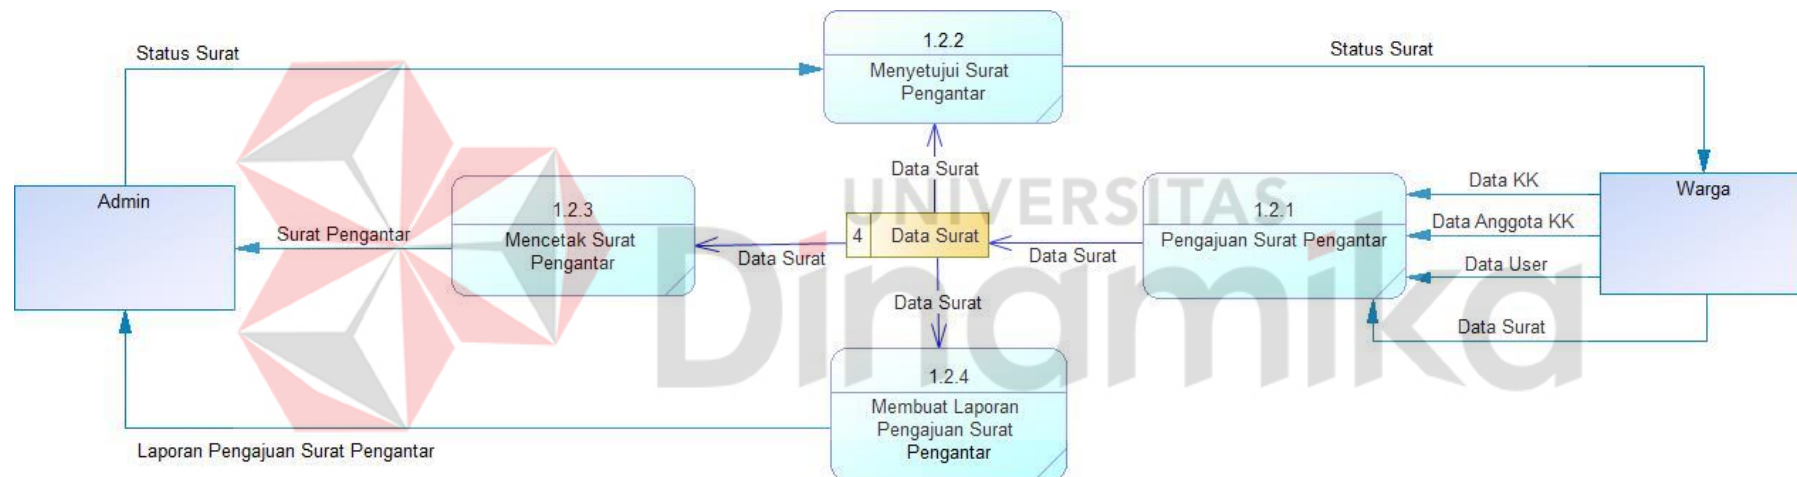 Status Surat
1.2.2
Menyetujui Surat
Pengantar
Status Surat
Data Surat
UNIVERSITAS
Dinamika
Admin
Surat Pengantar
1.2.3
Mencetak Surat
Pengantar
Data Surat
4 Data Surat
Data Surat
1.2.1
Pengajuan Surat Pengantar
Data KK
Data Anggota KK
Data User
Data Surat
Warga
Data Surat
1.2.4
Membuat Laporan
Pengajuan Surat
Pengantar
Laporan Pengajuan Surat Pengantar